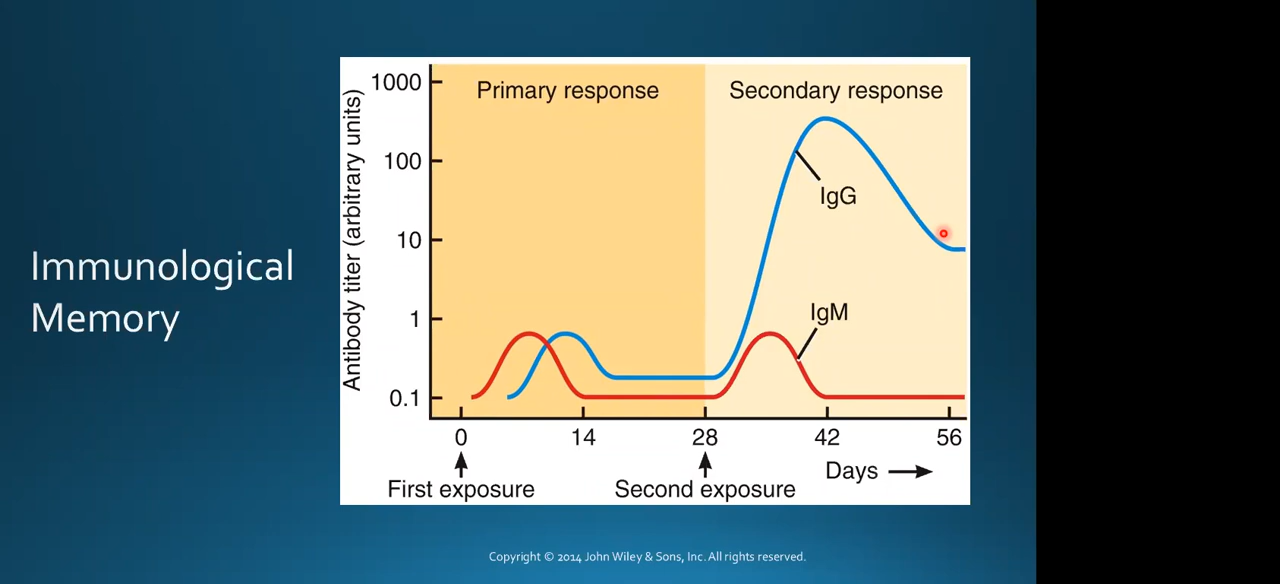 Immunological
Memory
Antibody titer (arbitrary units)
1000
100
10
1
0.1
Primary response
Secondary response
IgG
IgM
0
14
28
42
56
Days
First exposure
Second exposure
Copyright © 2014 John Wiley & Sons, Inc. All rights reserved.